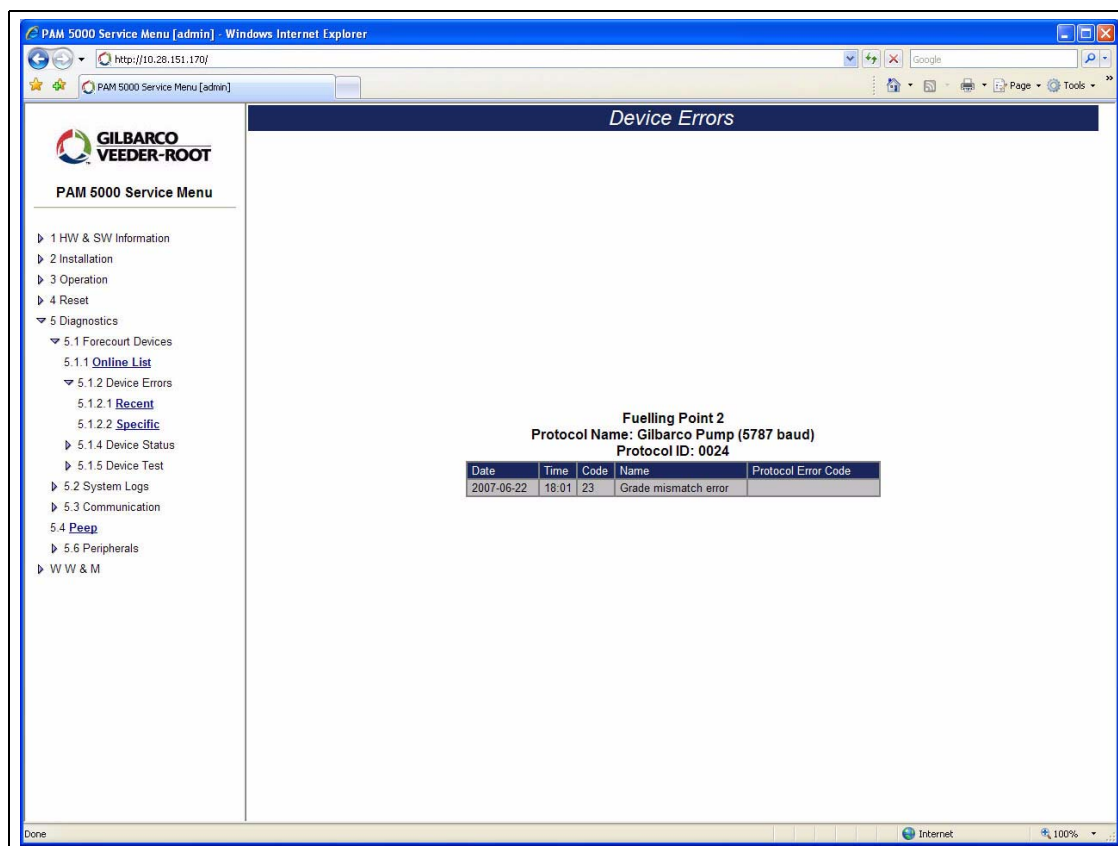 PAM 5000 Service Menu [admin] - Windows Internet Explorer
http://10.28.151.170/
Google
PAM 5000 Service Menu [admin]
Page
Tools
GILBARCO
VEEDER-ROOT
PAM 5000 Service Menu
1 HW & SW Information
2 Installation
3 Operation
4 Reset
5 Diagnostics
5.1 Forecourt Devices
5.1.1 Online List
5.1.2 Device Errors
5.1.2.1 Recent
5.1.2.2 Specific
5.1.4 Device Status
5.1.5 Device Test
5.2 System Logs
5.3 Communication
5.4 Peep
5.6 Peripherals
W W & M
Device Errors
Fuelling Point 2
Protocol Name: Gilbarco Pump (5787 baud)
Protocol ID: 0024
Date Time Code Name Protocol Error Code
2007-06-22 18:01 23 Grade mismatch error
Done Internet 100%